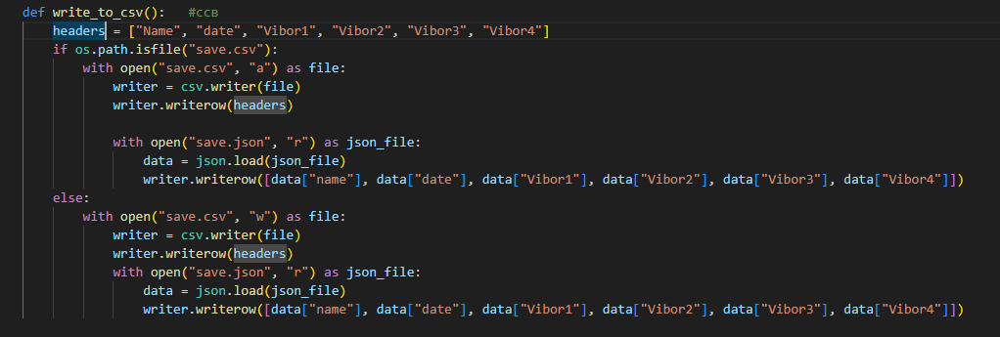 def write_to_csv():   #ссв
    headers = ["Name", "date", "Vibor1", "Vibor2", "Vibor3", "Vibor4"]
    if os.path.isfile("save.csv"):
        with open("save.csv", "a") as file:
            writer = csv.writer(file)
            writer.writerow(headers)

            with open("save.json", "r") as json_file:
                data = json.load(json_file)
                writer.writerow([data["name"], data["date"], data["Vibor1"], data["Vibor2"], data["Vibor3"], data["Vibor4"]])
    else:
        with open("save.csv", "w") as file:
            writer = csv.writer(file)
            writer.writerow(headers)
            with open("save.json", "r") as json_file:
                data = json.load(json_file)
                writer.writerow([data["name"], data["date"], data["Vibor1"], data["Vibor2"], data["Vibor3"], data["Vibor4"]])